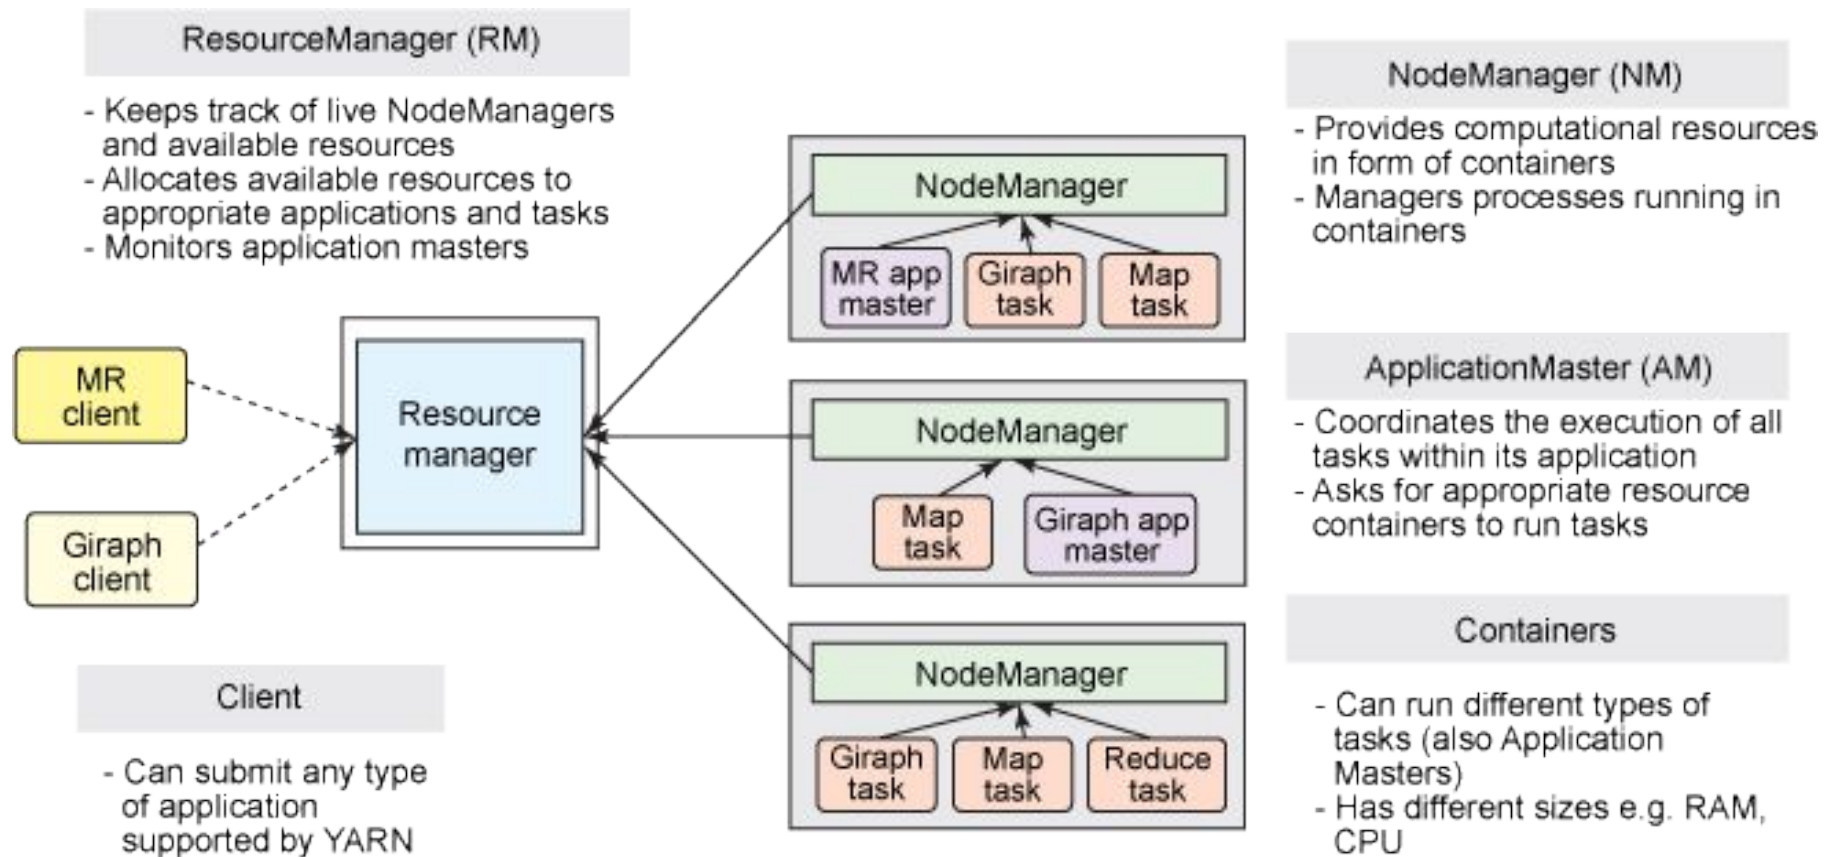 ResourceManager (RM)
- Keeps track of live NodeManagers
and available resources
- Allocates available resources to
appropriate applications and tasks
- Monitors application masters
MR
client
Giraph
client
Client
- Can submit any type
of application
supported by YARN
Resource
manager
NodeManager
MR app
master
Giraph
task
Map
task
NodeManager
Map
task
Giraph app
master
NodeManager
Giraph
task
Map
task
Reduce
task
NodeManager (NM)
- Provides computational resources
in form of containers
- Managers processes running in
containers
ApplicationMaster (AM)
- Coordinates the execution of all
tasks within its application
- Asks for appropriate resource
containers to run tasks
Containers
- Can run different types of
tasks (also Application
Masters)
- Has different sizes e.g. RAM,
CPU